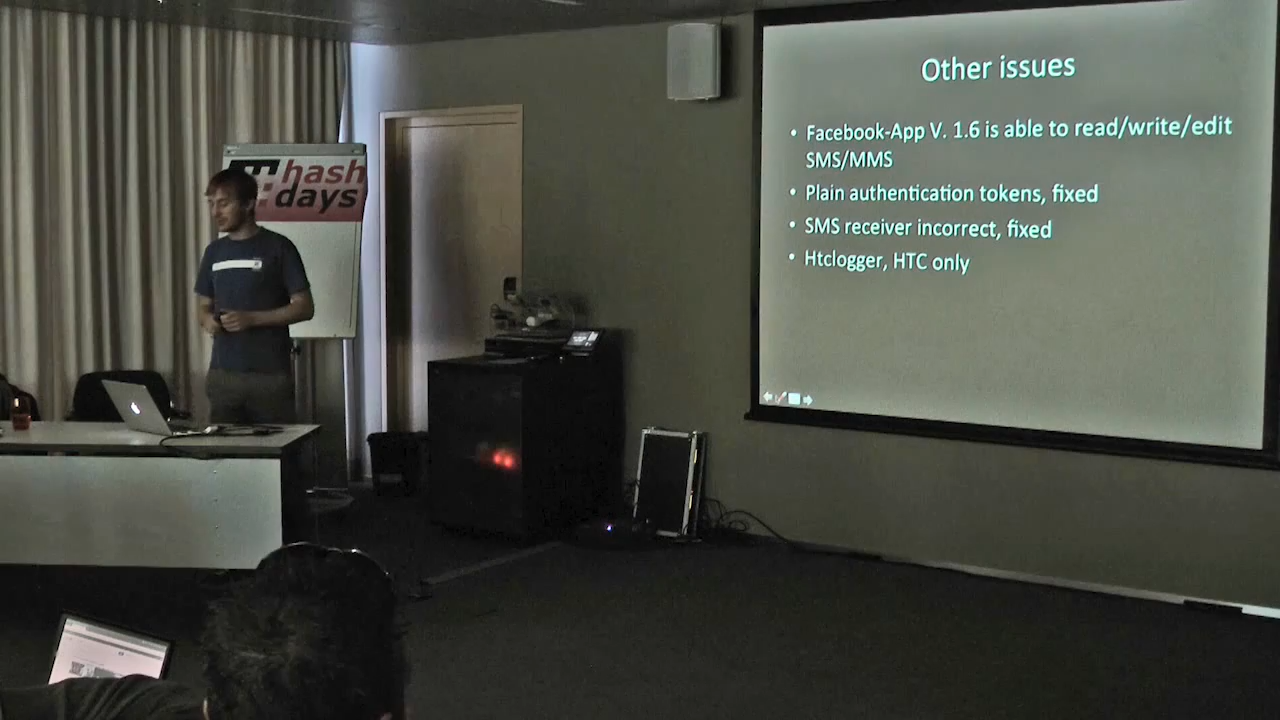 hash
days
Other issues
• Facebook-App V. 1.6 is able to read/write/edit
SMS/MMS
• Plain authentication tokens, fixed
• SMS receiver incorrect, fixed
• Htclogger, HTC only